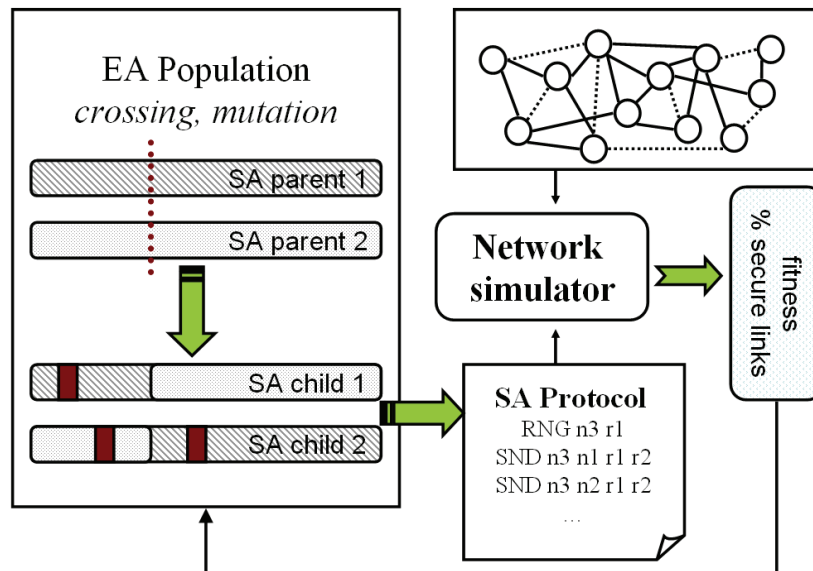 EA Population
crossing, mutation
SA parent 1
SA parent 2
SA child 1
SA child 2
Network
simulator
SA Protocol
RNG n3 r1
SND n3 n1 r1 r2
SND n3 n2 r1 r2
...
fitness
% secure links